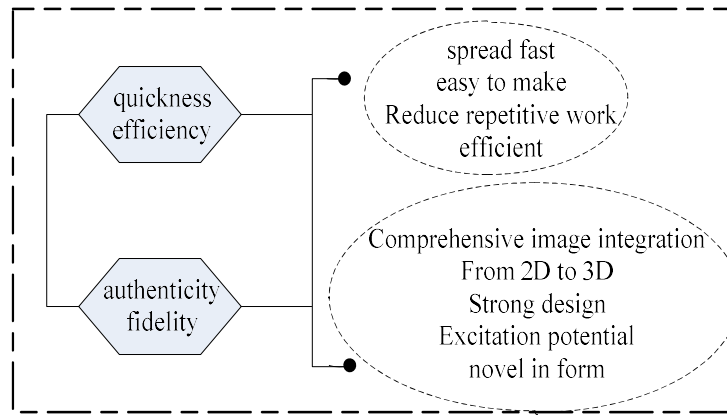 quickness
efficiency
spread fast
easy to make
Reduce repetitive work
efficient
authenticity
fidelity
Comprehensive image integration
From 2D to 3D
Strong design
Excitation potential
novel in form